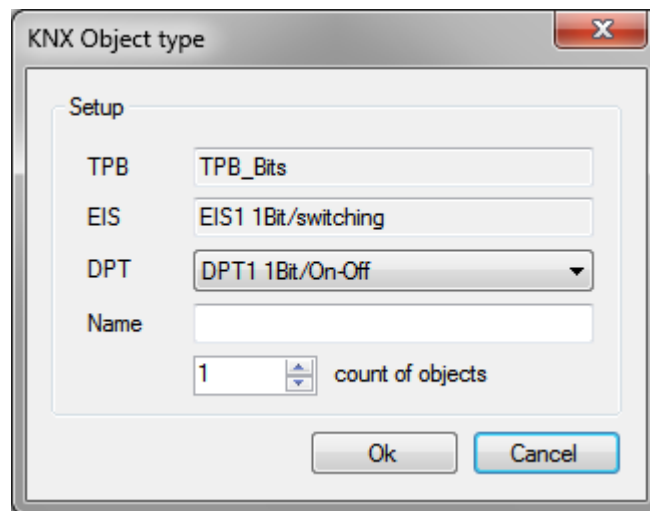 KNX Object type
Setup
TPB TPB_Bits
EIS EIS1 1Bit/switching
DPT DPT1 1Bit/On-Off
Name
1 count of objects
Ok Cancel